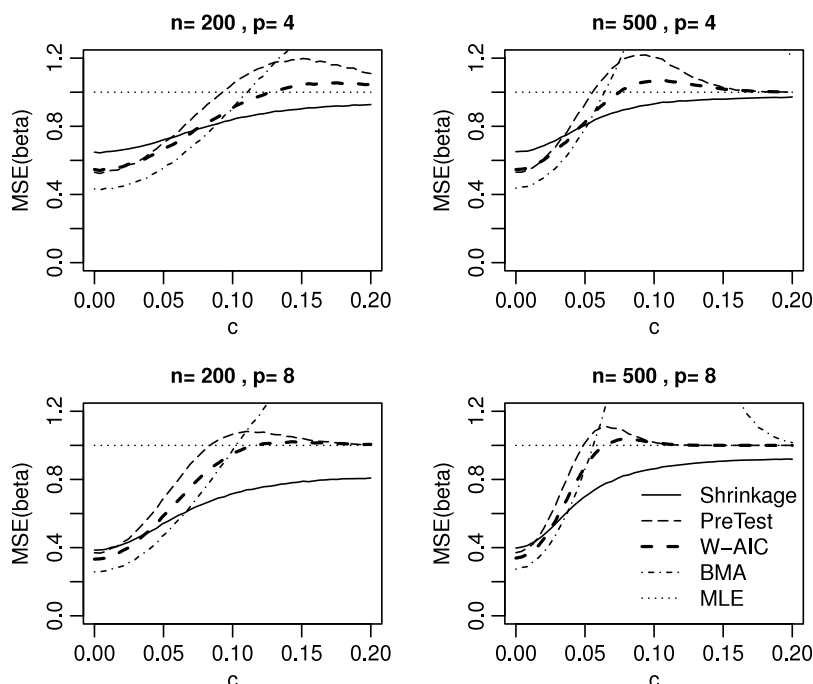 n= 200 , p= 4
MSE(beta)
0.0 0.4 0.8 1.2
0.00 0.05 0.10 0.15 0.20
c
n= 500 , p= 4
MSE(beta)
0.0 0.4 0.8 1.2
0.00 0.05 0.10 0.15 0.20
c
n= 200 , p= 8
MSE(beta)
0.0 0.4 0.8 1.2
0.00 0.05 0.10 0.15 0.20
c
n= 500 , p= 8
MSE(beta)
0.0 0.4 0.8 1.2
Shrinkage
PreTest
W−AIC
BMA
MLE
0.00 0.05 0.10 0.15 0.20
c